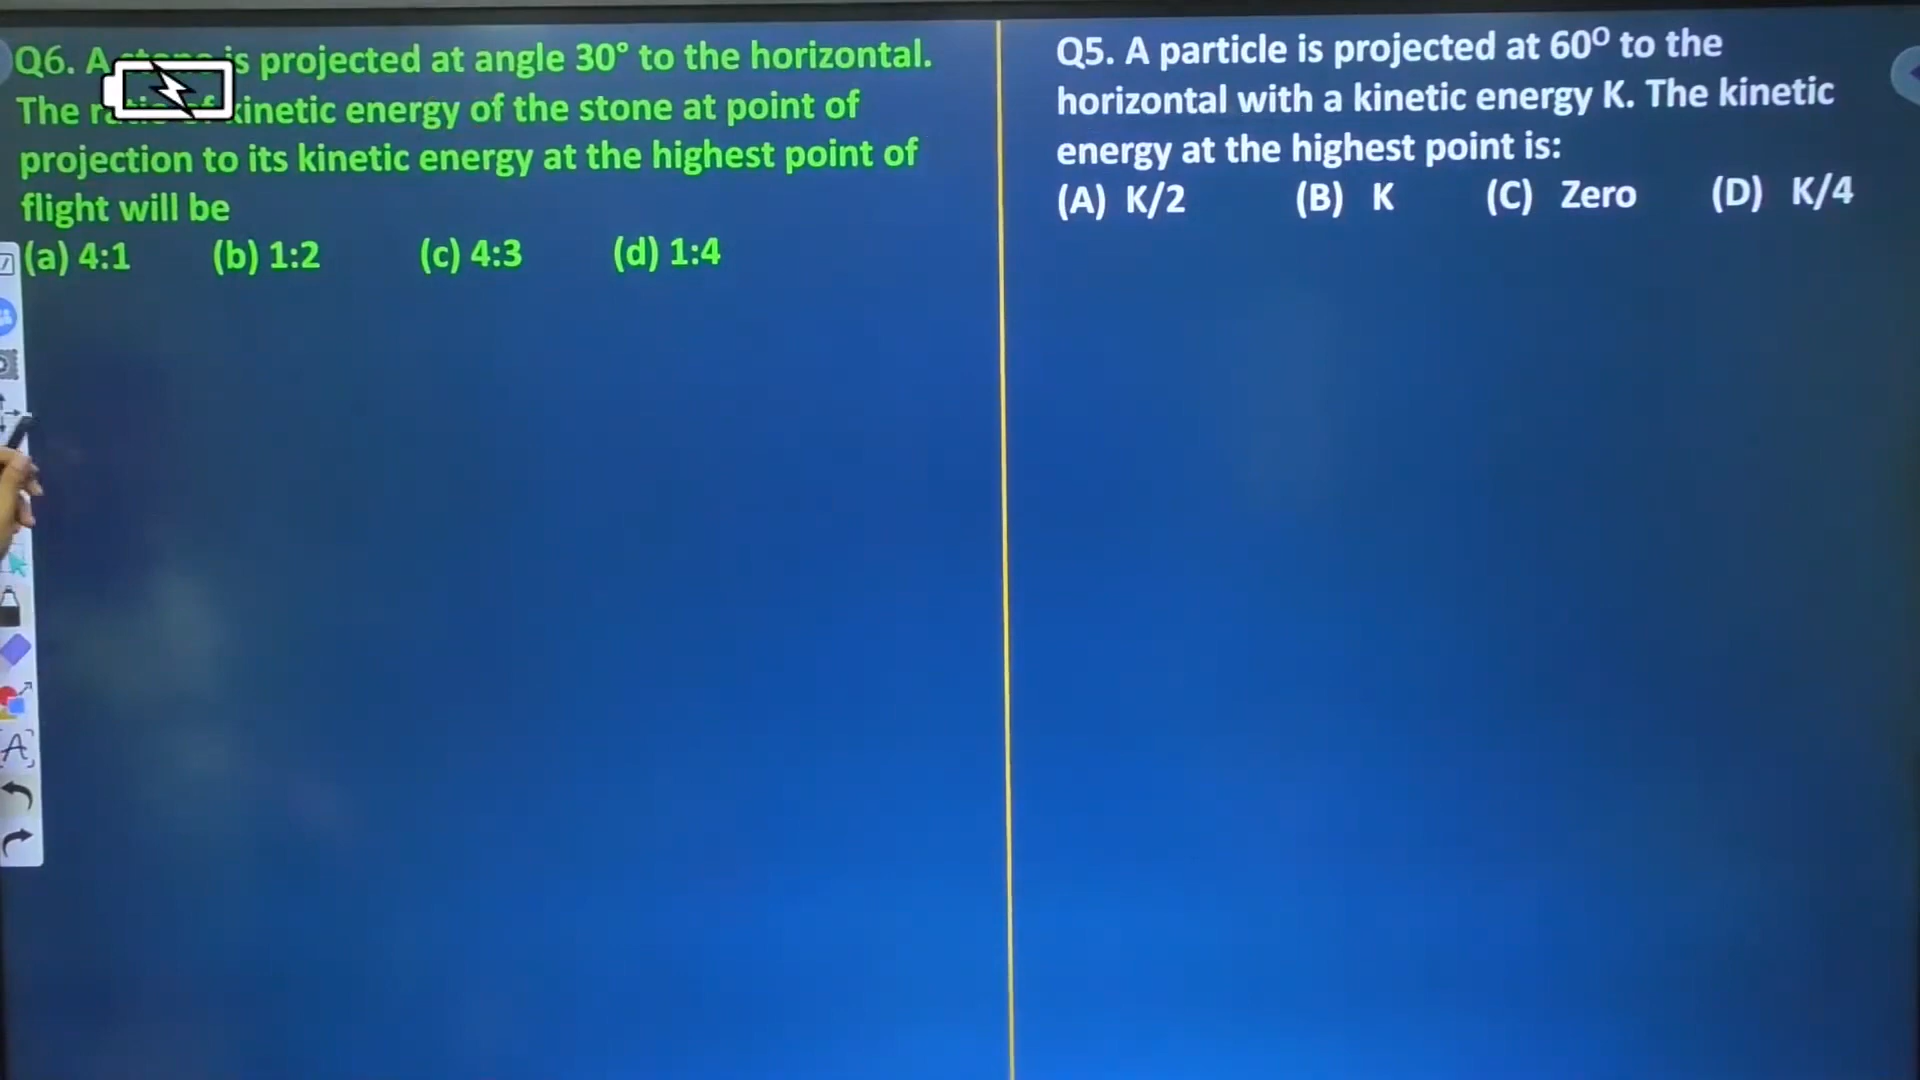 Q6. A is projected at angle 30° to the horizontal.
The kinetic energy of the stone at point of
projection to its kinetic energy at the highest point of
flight will be
(a) 4:1 (b) 1:2 (c) 4:3 (d) 1:4
Q5. A particle is projected at 60⁰ to the
horizontal with a kinetic energy K. The kinetic
energy at the highest point is:
(A) K/2 (B) K (C) Zero (D) K/4
A